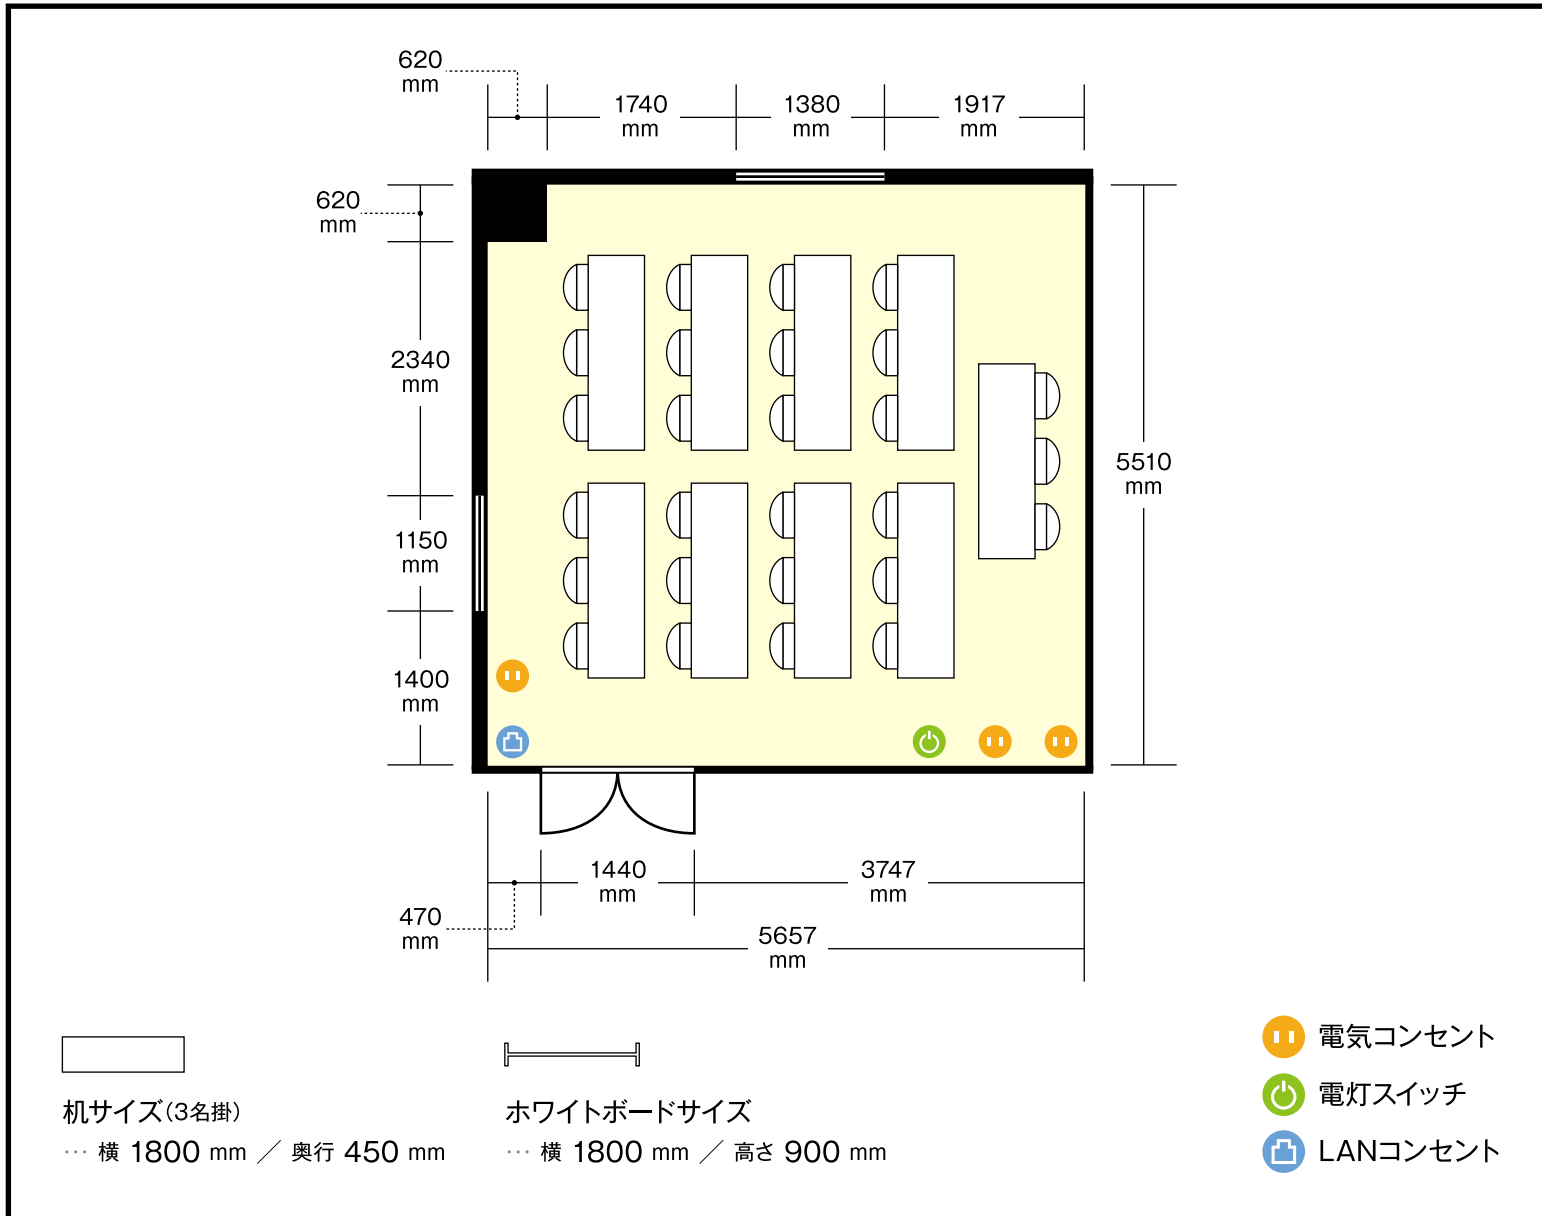 620
mm
1740
mm
1380
mm
1917
mm
620
mm
2340
mm
5510
mm
1150
mm
1400
mm
1440
mm
3747
mm
470
mm
5657
mm
机サイズ(3名掛)
… 横 1800 mm ／ 奥行 450 mm
ホワイトボードサイズ
… 横 1800 mm ／ 高さ 900 mm
電気コンセント
電灯スイッチ
LANコンセント